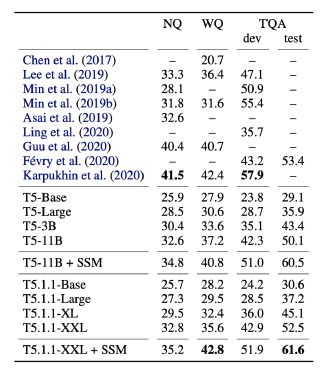 NQ WQ TQA
dev test
Chen et al. (2017) – 20.7 – –
Lee et al. (2019) 33.3 36.4 47.1 –
Min et al. (2019a) 28.1 – 50.9 –
Min et al. (2019b) 31.8 31.6 55.4 –
Asai et al. (2019) 32.6 – – –
Ling et al. (2020) – – 35.7 –
Guu et al. (2020) 40.4 40.7 – –
Févry et al. (2020) – – 43.2 53.4
Karpukhin et al. (2020) 41.5 42.4 57.9 –
T5-Base 25.9 27.9 23.8 29.1
T5-Large 28.5 30.6 28.7 35.9
T5-3B 30.4 33.6 35.1 43.4
T5-11B 32.6 37.2 42.3 50.1
T5-11B + SSM 34.8 40.8 51.0 60.5
T5.1.1-Base 25.7 28.2 24.2 30.6
T5.1.1-Large 27.3 29.5 28.5 37.2
T5.1.1-XL 29.5 32.4 36.0 45.1
T5.1.1-XXL 32.8 35.6 42.9 52.5
T5.1.1-XXL + SSM 35.2 42.8 51.9 61.6